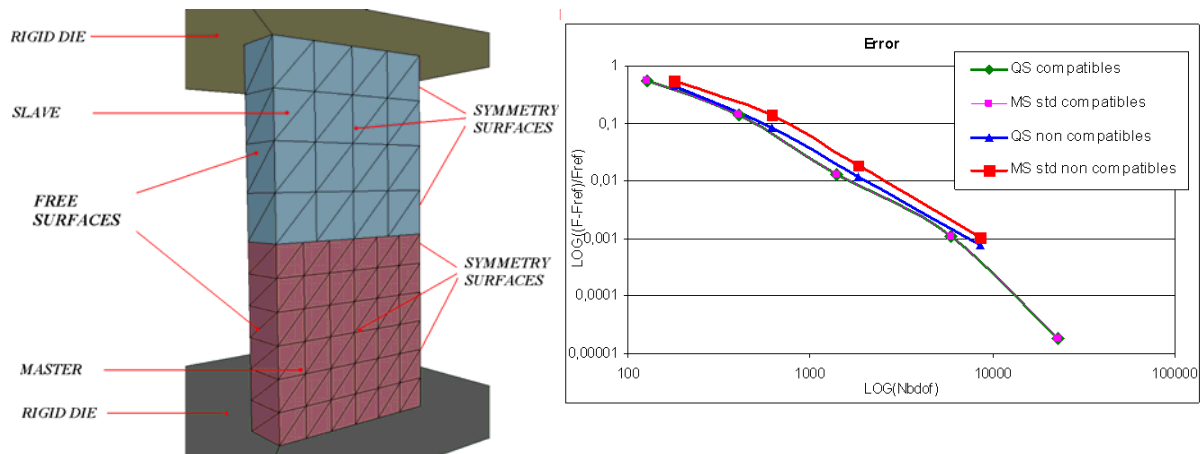 RIGID DIE
SLAVE
SYMMETRY
SURFACES
FREE
SURFACES
SYMMETRY
SURFACES
MASTER
RIGID DIE
Error
QS compatibles
MS std compatibles
QS non compatibles
MS std non compatibles
LOG((F-Fref)/Fref)
1
0,1
0,01
0,001
0,0001
0,00001
100
1000
10000
100000
LOG(Nbdof)